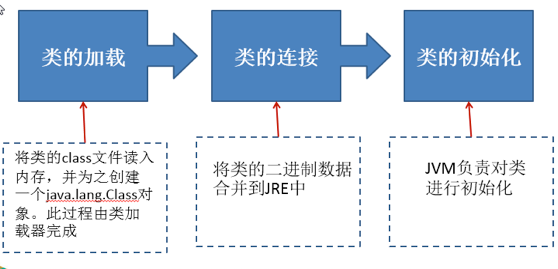 类的加载
类的连接
类的初始化
将类的class文件读入
内存，并为之创建
一个java.lang.Class对
象。此过程由类加
载器完成
将类的二进制数据
合并到JRE中
JVM负责对类
进行初始化